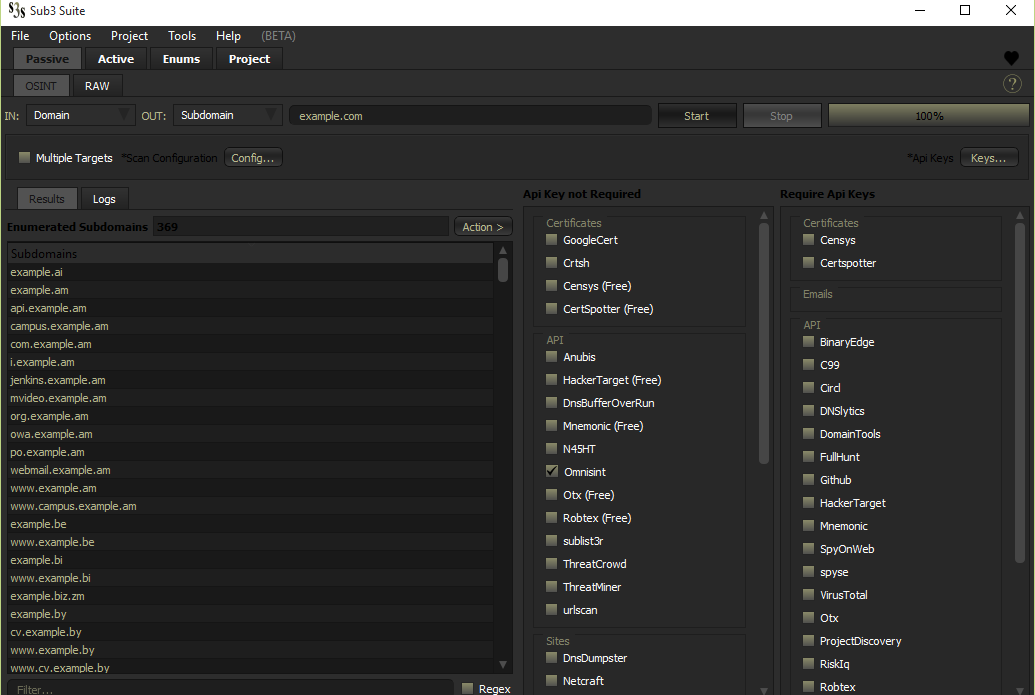 S3S Sub3 Suite
File Options Project Tools Help (BETA)
Passive Active Enums Project
OSINT RAW ?
IN: Domain OUT: Subdomain example.com Start Stop 100%
Multiple Targets *Scan Configuration Config... *Api Keys Keys...
Results Logs
Enumerated Subdomains 369 Action >
Subdomains
example.ai
example.am
api.example.am
campus.example.am
com.example.am
i.example.am
jenkins.example.am
mvideo.example.am
org.example.am
owa.example.am
po.example.am
webmail.example.am
www.example.am
www.campus.example.am
example.be
www.example.be
example.bi
www.example.bi
example.biz.zm
example.by
cv.example.by
www.example.by
www.cv.example.by
Filter... Regex
Api Key not Required
Certificates
GoogleCert
Crtsh
Censys (Free)
CertSpotter (Free)
API
Anubis
HackerTarget (Free)
DnsBufferOverRun
Mnemonic (Free)
N45HT
Omnisint
Otx (Free)
Robtex (Free)
sublist3r
ThreatCrowd
ThreatMiner
urlscan
Sites
DnsDumpster
Netcraft
Require Api Keys
Certificates
Censys
Certspotter
Emails
API
BinaryEdge
C99
Circl
DNSlytics
DomainTools
FullHunt
Github
HackerTarget
Mnemonic
SpyOnWeb
spyse
VirusTotal
Otx
ProjectDiscovery
RiskIq
Robtex